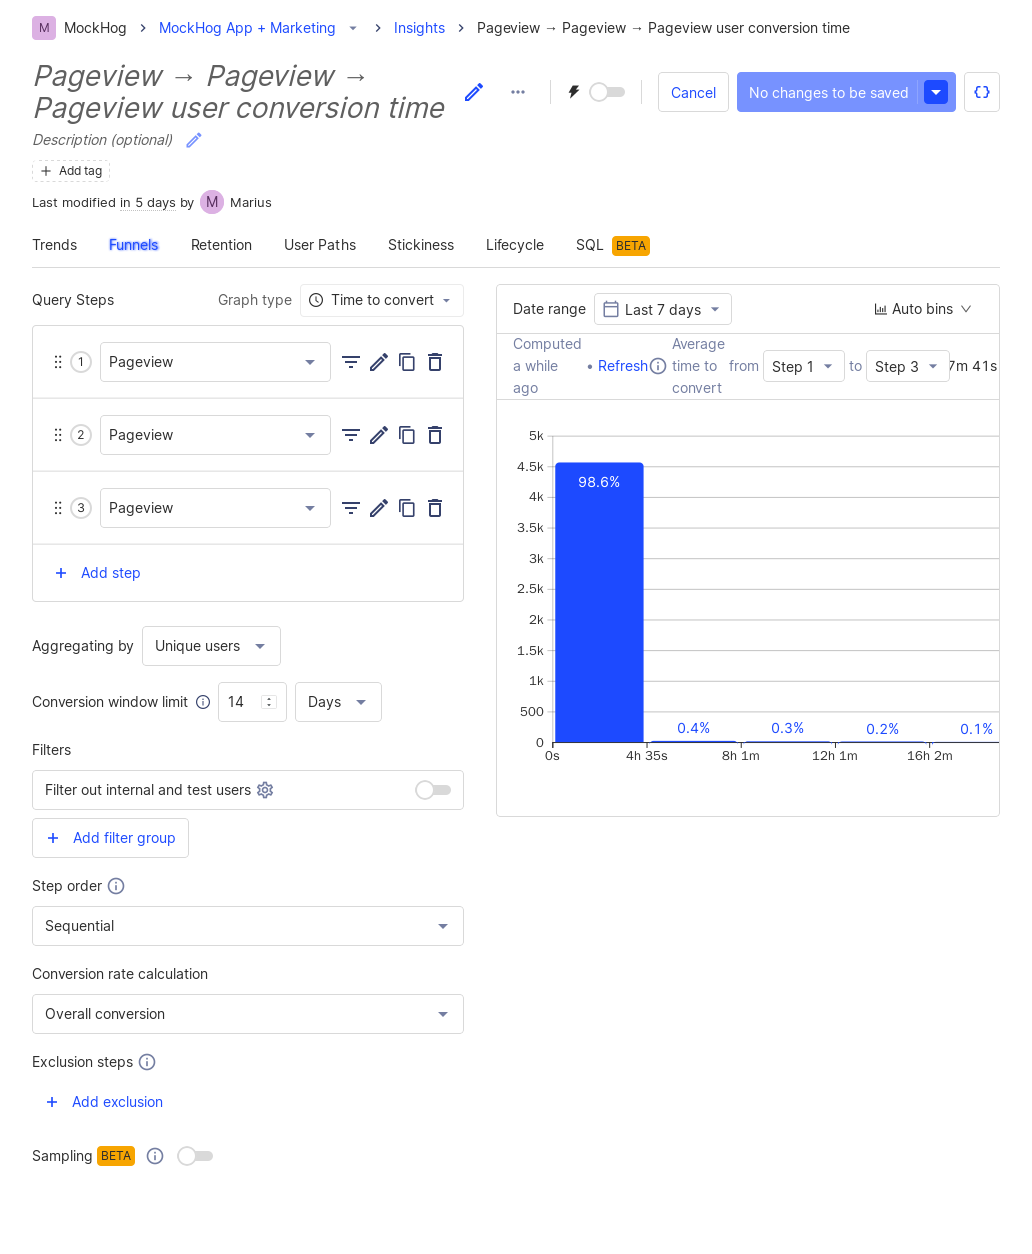 M MockHog MockHog App + Marketing Insights Pageview → Pageview → Pageview user conversion time
Pageview → Pageview →
Pageview user conversion time
Cancel No changes to be saved
Description (optional)
Add tag
Last modified in 5 days by M Marius
Trends Funnels Retention User Paths Stickiness Lifecycle SQL BETA
Query Steps Graph type Time to convert
1 Pageview
2 Pageview
3 Pageview
Add step
Aggregating by Unique users
Conversion window limit 14 Days
Filters
Filter out internal and test users
Add filter group
Step order
Sequential
Conversion rate calculation
Overall conversion
Exclusion steps
Add exclusion
Sampling BETA
Date range Last 7 days Auto bins
Computed
a while
ago
• Refresh
Average
time to
convert
from Step 1 to Step 3 7m 41s
5k
4.5k
98.6%
4k
3.5k
3k
2.5k
2k
1.5k
1k
500
0.4% 0.3% 0.2% 0.1%
0
0s 4h 35s 8h 1m 12h 1m 16h 2m